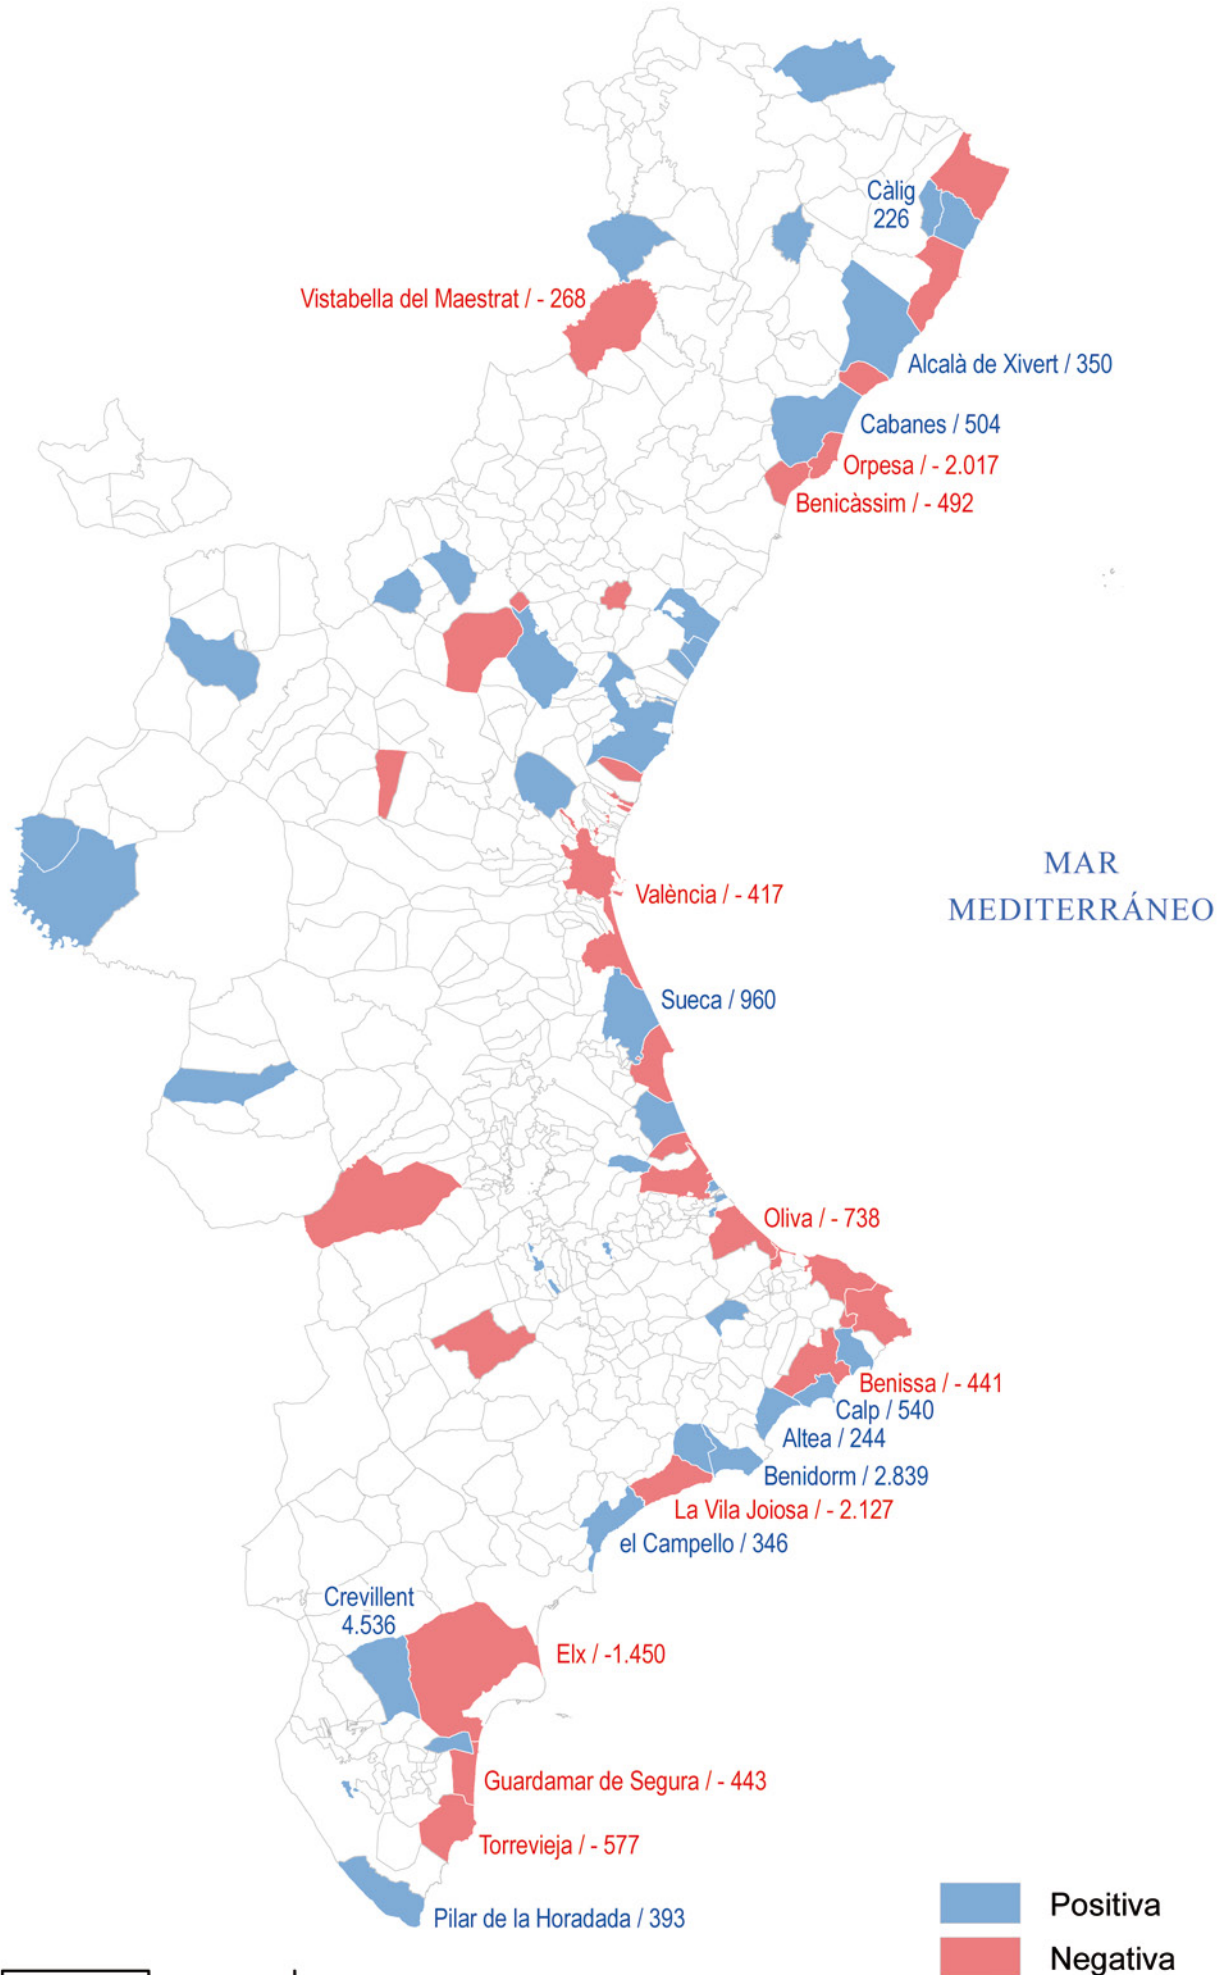 Càlig
226
Vistabella del Maestrat / - 268
Alcalà de Xivert / 350
Cabanes / 504
Orpesa / - 2.017
Benicàssim / - 492
MAR
MEDITERRÁNEO
València / - 417
Sueca / 960
Oliva / - 738
Benissa / - 441
Calp / 540
Altea / 244
Benidorm / 2.839
La Vila Joiosa / - 2.127
el Campello / 346
Crevillent
4.536
Elx / -1.450
Guardamar de Segura / - 443
Torrevieja / - 577
Pilar de la Horadada / 393
Positiva
Negativa